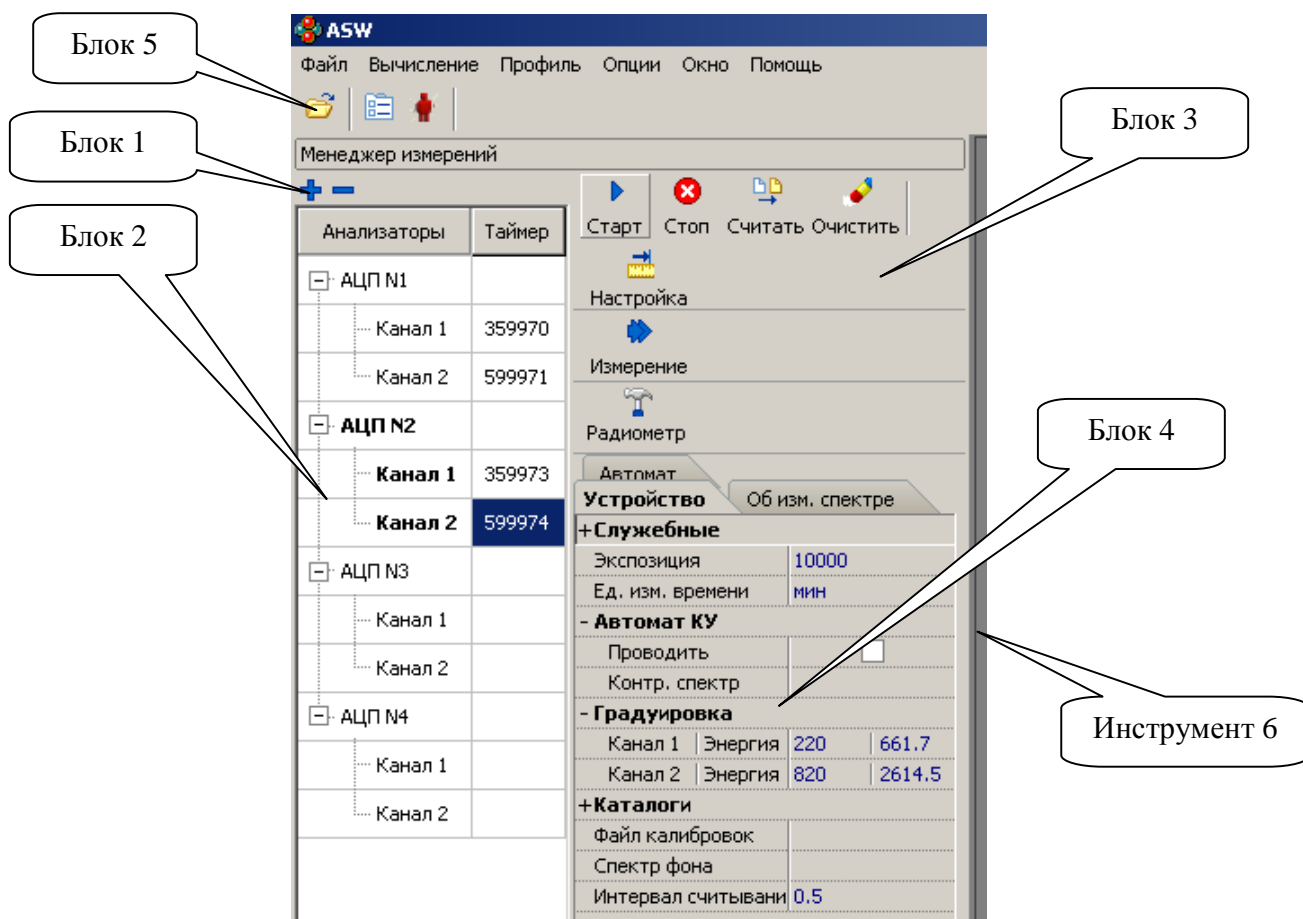 ASW
Файл Вычисление Профиль Опции Окно Помощь
Блок 5
Блок 1
Блок 2
Блок 3
Блок 4
Инструмент 6
Менеджер измерений
Анализаторы Таймер
АЦП N1
Канал 1 359970
Канал 2 599971
АЦП N2
Канал 1 359973
Канал 2 599974
АЦП N3
Канал 1
Канал 2
АЦП N4
Канал 1
Канал 2
Старт Стоп Считать Очистить
Настройка
Измерение
Радиометр
Автомат
Устройство Об изм. спектре
+Служебные
Экспозиция 10000
Ед. изм. времени мин
- Автомат КУ
Проводить
Контр. спектр
- Градуировка
Канал 1 Энергия 220 661.7
Канал 2 Энергия 820 2614.5
+Каталоги
Файл калибровок
Спектр фона
Интервал считывани 0.5